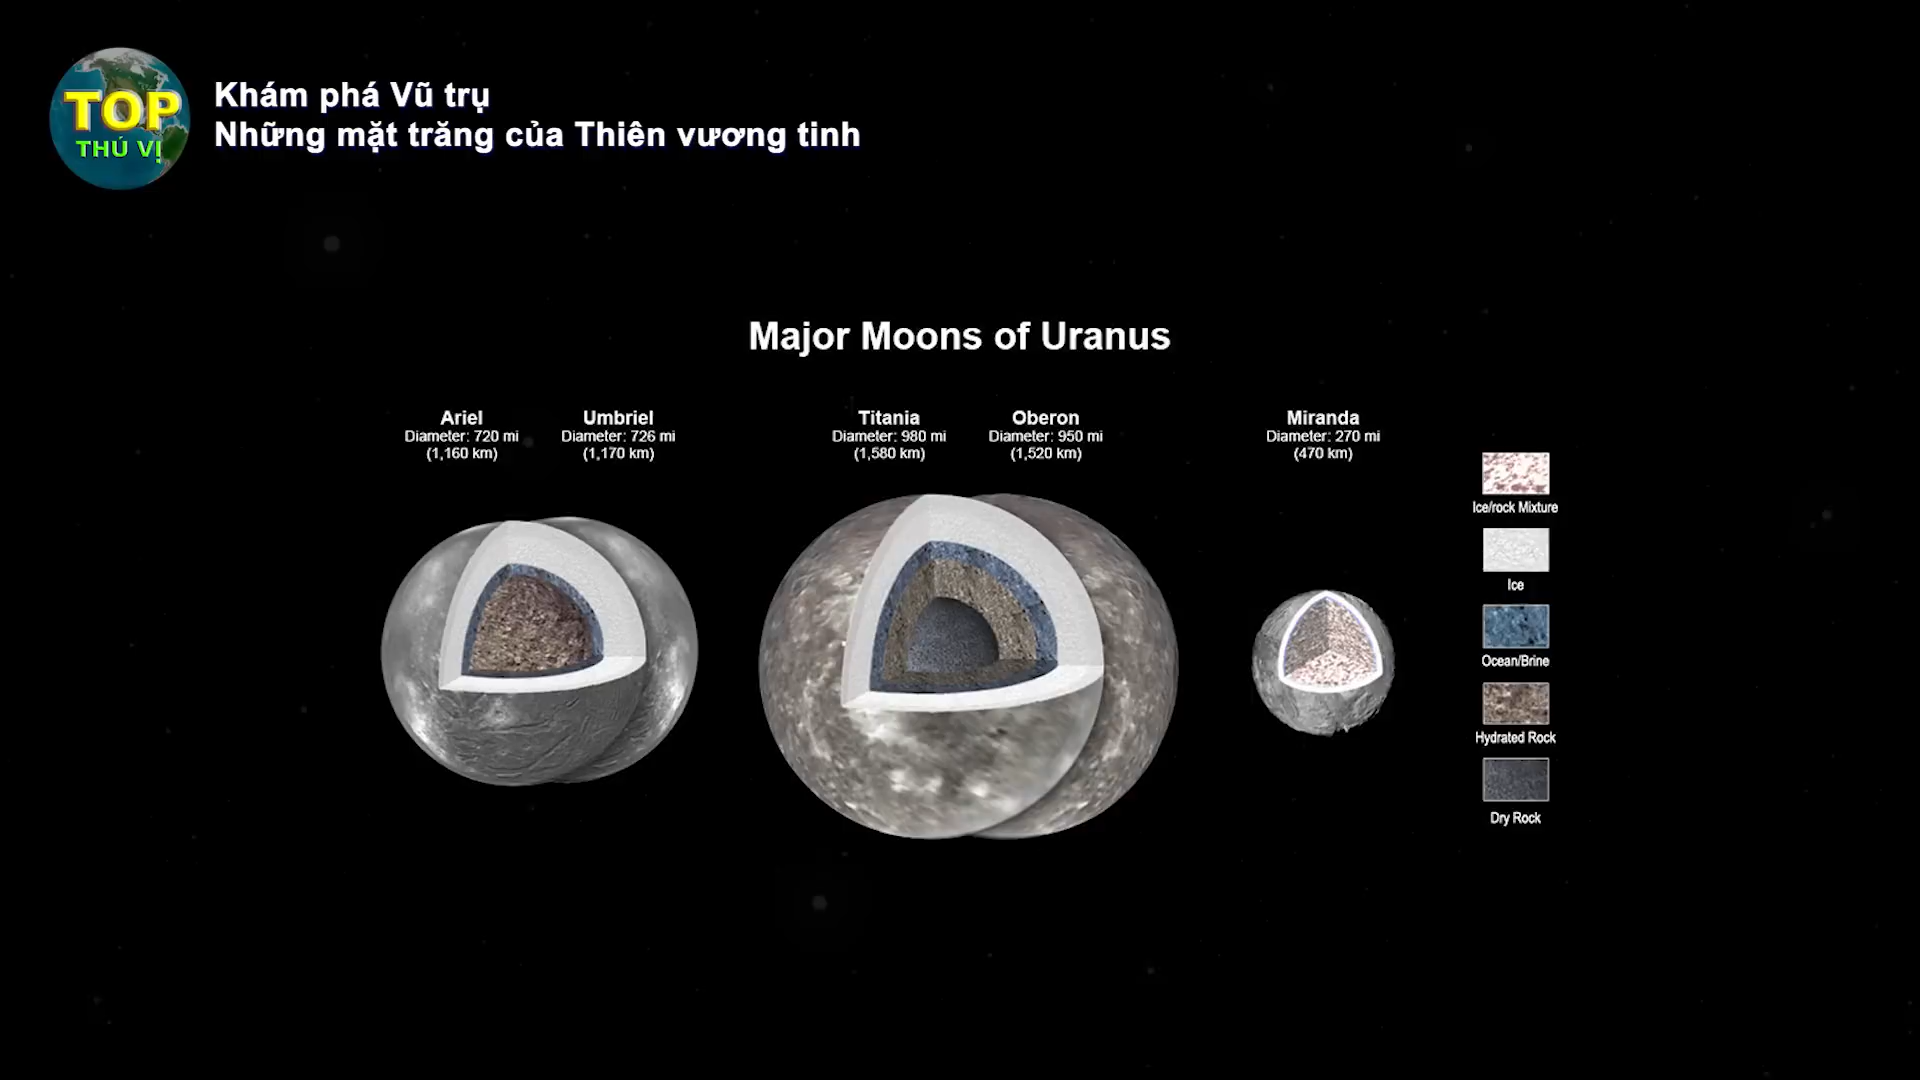 TOP
THÚ VỊ
Khám phá Vũ trụ
Những mặt trăng của Thiên vương tinh
Major Moons of Uranus
Ariel
Diameter: 720 mi
(1,160 km)
Umbriel
Diameter: 726 mi
(1,170 km)
Titania
Diameter: 980 mi
(1,580 km)
Oberon
Diameter: 950 mi
(1,520 km)
Miranda
Diameter: 270 mi
(470 km)
Ice/rock Mixture
Ice
Ocean/Brine
Hydrated Rock
Dry Rock